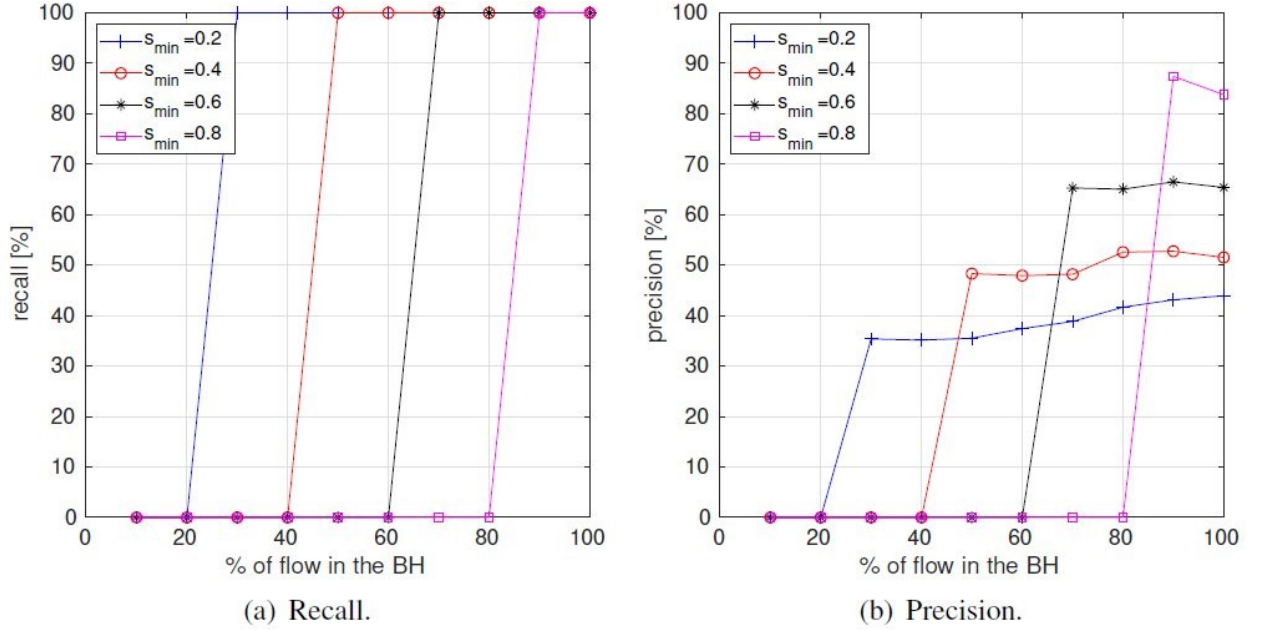 100
90
80
70
60
50
40
30
20
10
0
recall [%]
s_min =0.2
s_min =0.4
s_min =0.6
s_min =0.8
0 20 40 60 80 100
% of flow in the BH
(a) Recall.
100
90
80
70
60
50
40
30
20
10
0
precision [%]
s_min =0.2
s_min =0.4
s_min =0.6
s_min =0.8
0 20 40 60 80 100
% of flow in the BH
(b) Precision.